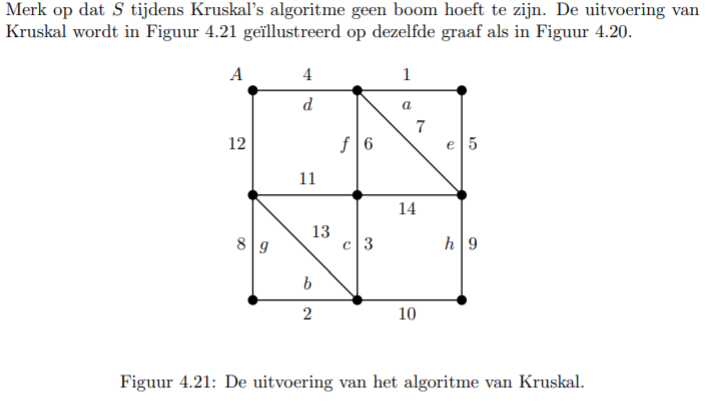 Merk op dat S tijdens Kruskal’s algoritme geen boom hoeft te zijn. De uitvoering van
Kruskal wordt in Figuur 4.21 geïllustreerd op dezelfde graaf als in Figuur 4.20.
A 4 1
d a
7
12 f 6 e 5
11
14
13
8 g c 3 h 9
b
2 10
Figuur 4.21: De uitvoering van het algoritme van Kruskal.